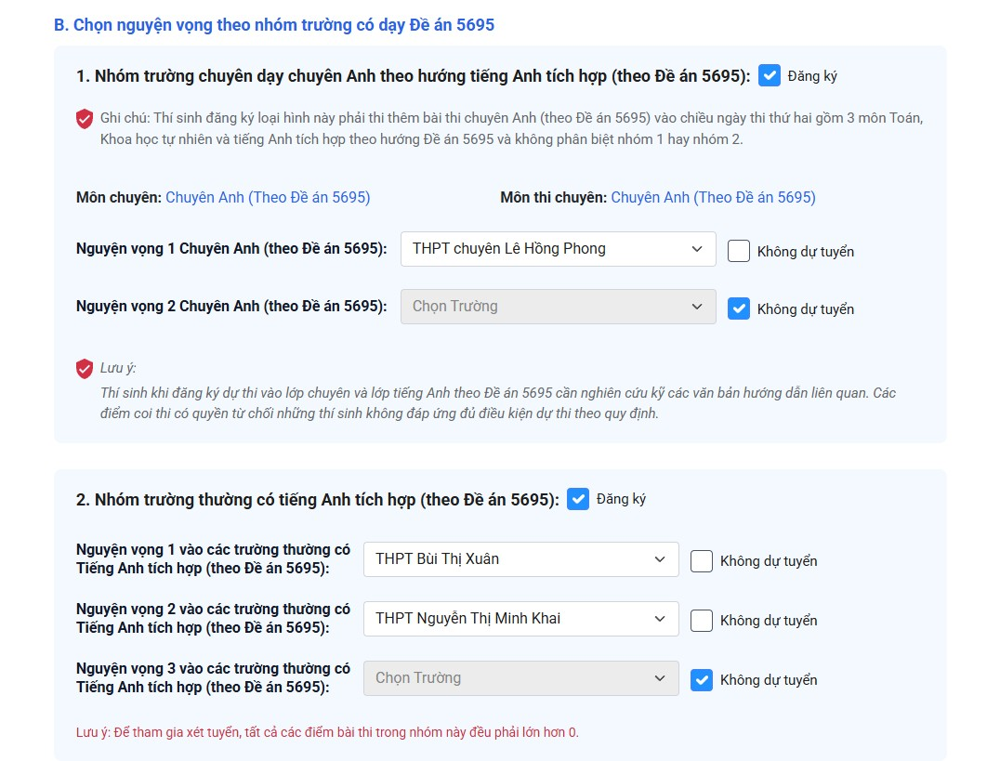 B. Chọn nguyện vọng theo nhóm trường có dạy Đề án 5695
1. Nhóm trường chuyên dạy chuyên Anh theo hướng tiếng Anh tích hợp (theo Đề án 5695): Đăng ký
Ghi chú: Thí sinh đăng ký loại hình này phải thi thêm bài thi chuyên Anh (theo Đề án 5695) vào chiều ngày thi thứ hai gồm 3 môn Toán,
Khoa học tự nhiên và tiếng Anh tích hợp theo hướng Đề án 5695 và không phân biệt nhóm 1 hay nhóm 2.
Môn chuyên: Chuyên Anh (Theo Đề án 5695) Môn thi chuyên: Chuyên Anh (Theo Đề án 5695)
Nguyện vọng 1 Chuyên Anh (theo Đề án 5695): THPT chuyên Lê Hồng Phong Không dự tuyển
Nguyện vọng 2 Chuyên Anh (theo Đề án 5695): Chọn Trường Không dự tuyển
Lưu ý:
Thí sinh khi đăng ký dự thi vào lớp chuyên và lớp tiếng Anh theo Đề án 5695 cần nghiên cứu kỹ các văn bản hướng dẫn liên quan. Các
điểm coi thi có quyền từ chối những thí sinh không đáp ứng đủ điều kiện dự thi theo quy định.
2. Nhóm trường thường có tiếng Anh tích hợp (theo Đề án 5695): Đăng ký
Nguyện vọng 1 vào các trường thường có
Tiếng Anh tích hợp (theo Đề án 5695): THPT Bùi Thị Xuân Không dự tuyển
Nguyện vọng 2 vào các trường thường có
Tiếng Anh tích hợp (theo Đề án 5695): THPT Nguyễn Thị Minh Khai Không dự tuyển
Nguyện vọng 3 vào các trường thường có
Tiếng Anh tích hợp (theo Đề án 5695): Chọn Trường Không dự tuyển
Lưu ý: Để tham gia xét tuyển, tất cả các điểm bài thi trong nhóm này đều phải lớn hơn 0.